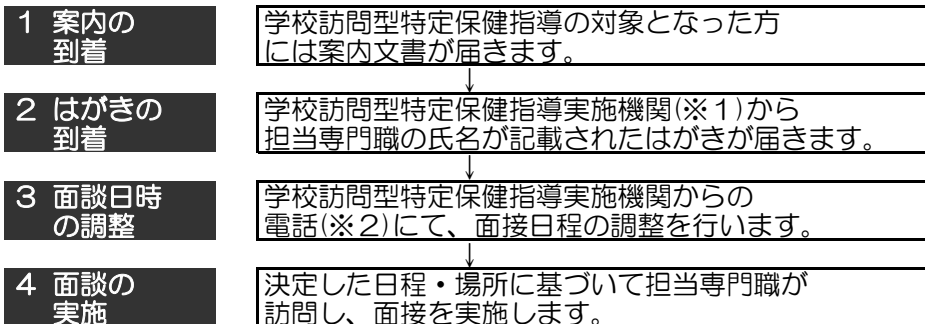 1 案内の
到着
学校訪問型特定保健指導の対象となった方
には案内文書が届きます。
↓
2 はがきの
到着
学校訪問型特定保健指導実施機関(※1)から
担当専門職の氏名が記載されたはがきが届きます。
↓
3 面談日時
の調整
学校訪問型特定保健指導実施機関からの
電話(※2)にて、面接日程の調整を行います。
↓
4 面談の
実施
決定した日程・場所に基づいて担当専門職が
訪問し、面接を実施します。